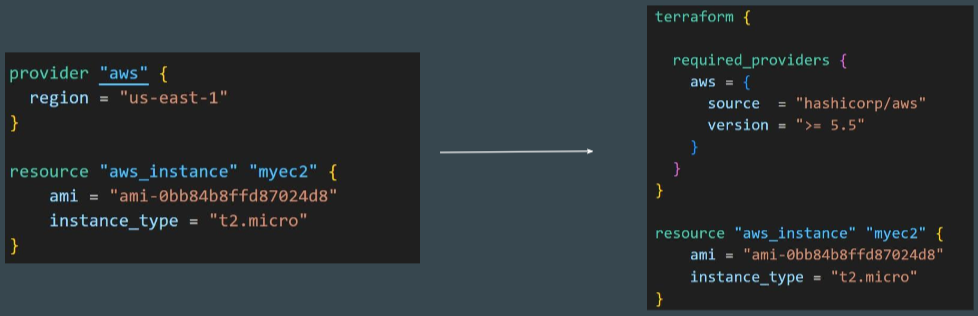 provider "aws" {
  region = "us-east-1"
}
resource "aws_instance" "myec2" {
    ami = "ami-0bb84b8ffd87024d8"
    instance_type = "t2.micro"
}
terraform {
  required_providers {
    aws = {
      source  = "hashicorp/aws"
      version = ">= 5.5"
    }
  }
}
resource "aws_instance" "myec2" {
    ami = "ami-0bb84b8ffd87024d8"
    instance_type = "t2.micro"
}